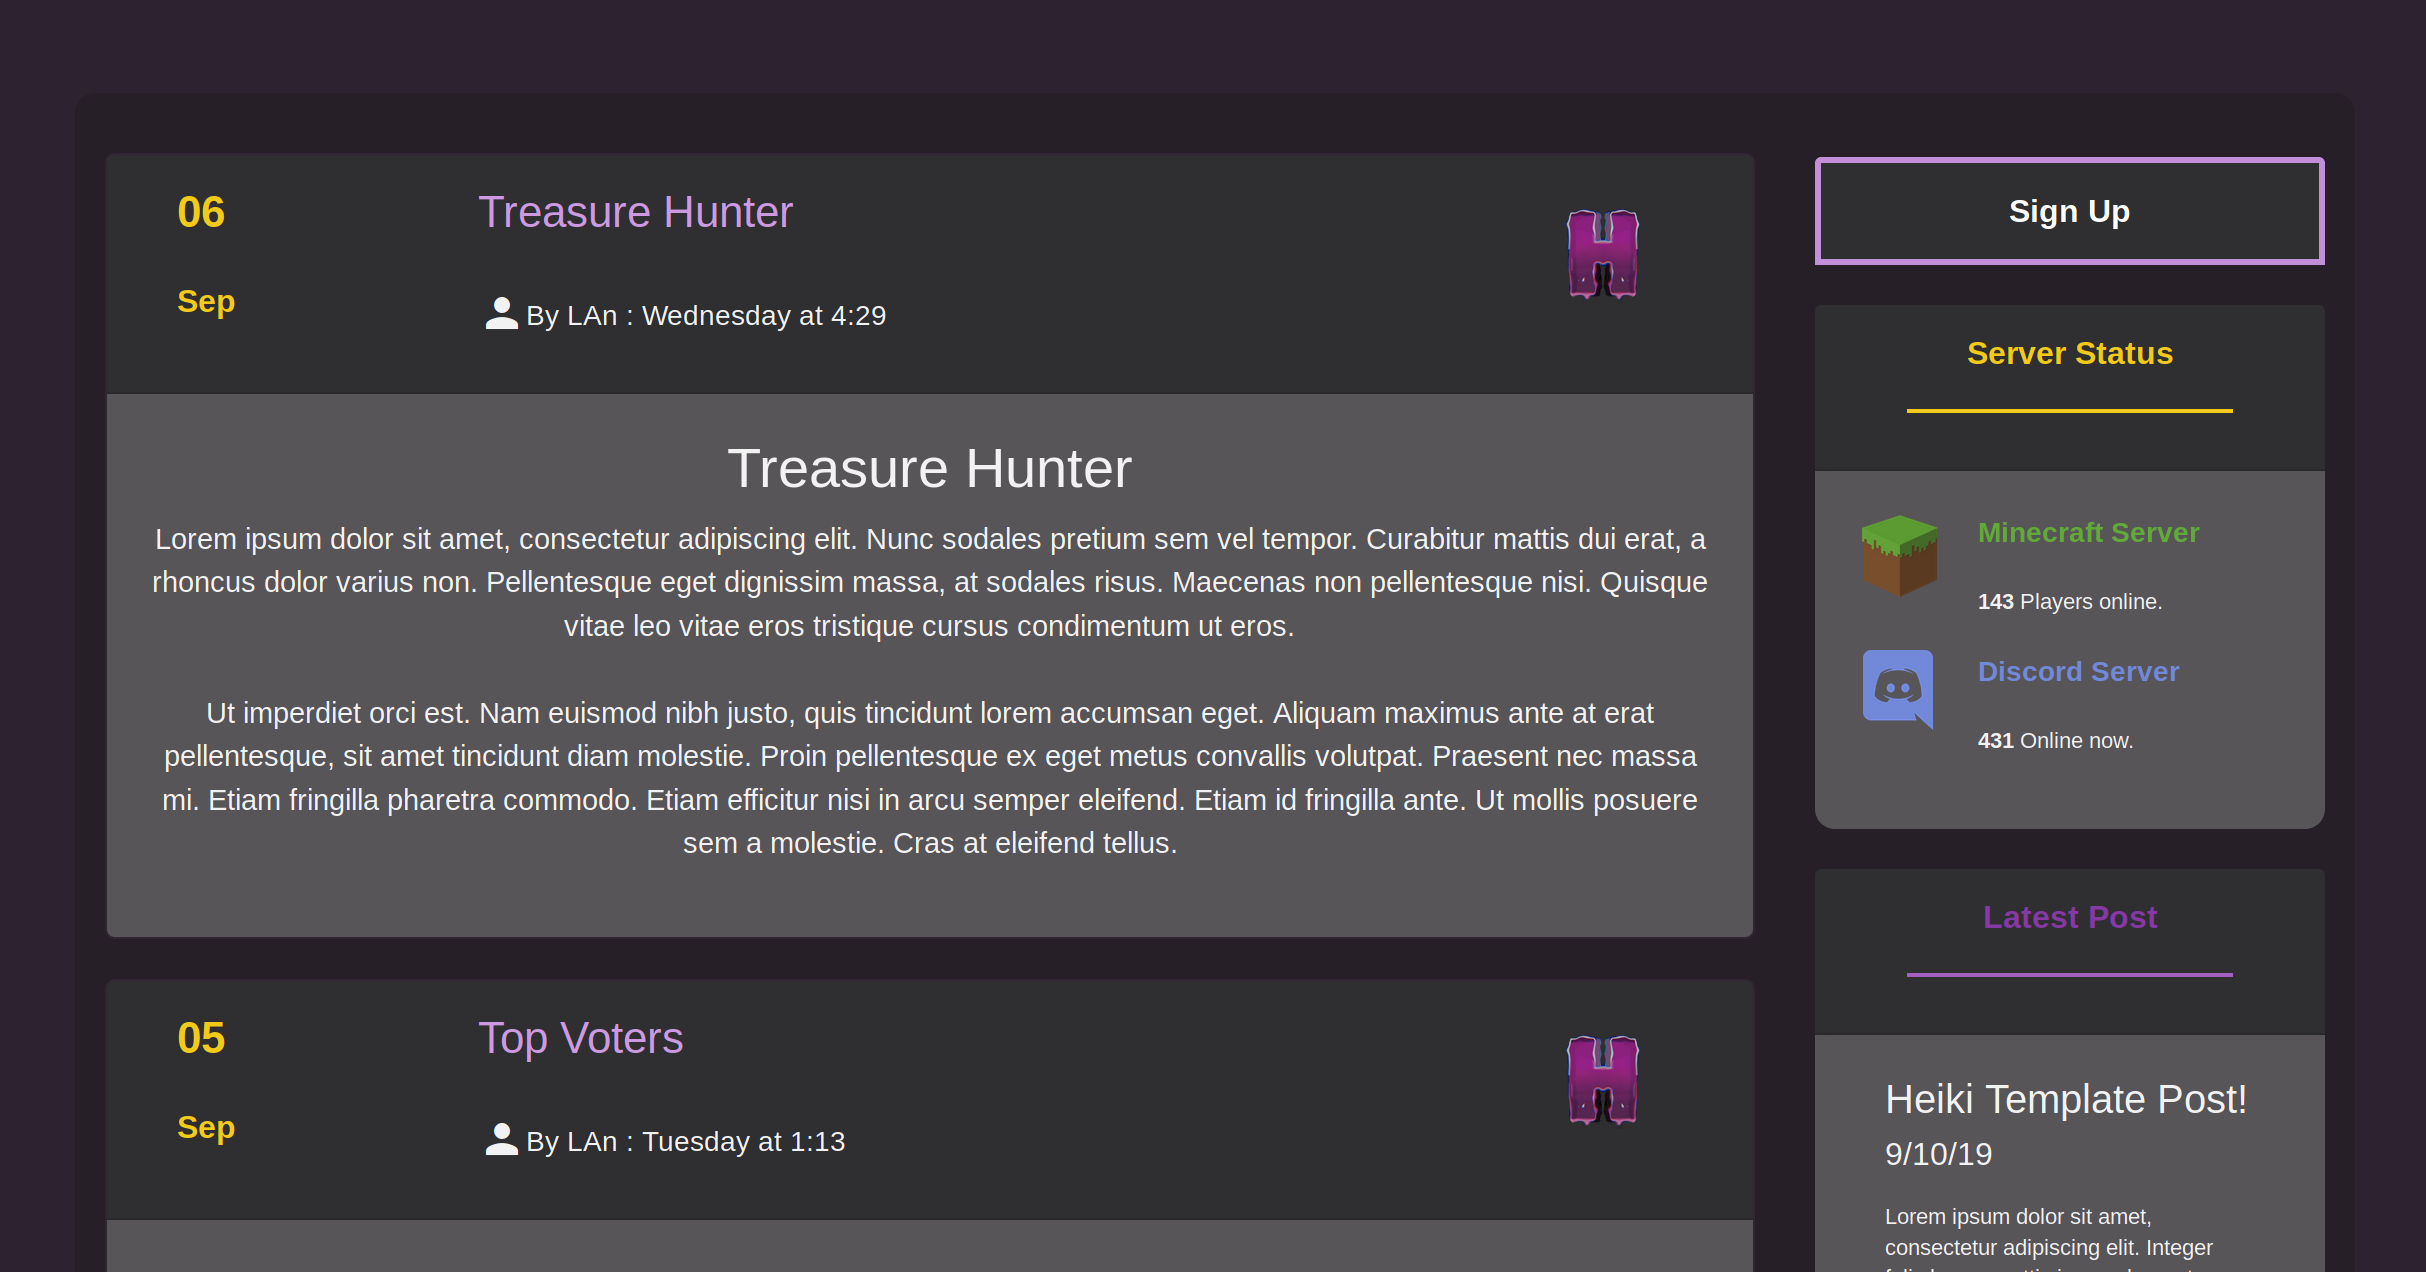 06
Sep
Treasure Hunter
By LAn : Wednesday at 4:29
H
Treasure Hunter
Lorem ipsum dolor sit amet, consectetur adipiscing elit. Nunc sodales pretium sem vel tempor. Curabitur mattis dui erat, a
rhoncus dolor varius non. Pellentesque eget dignissim massa, at sodales risus. Maecenas non pellentesque nisi. Quisque
vitae leo vitae eros tristique cursus condimentum ut eros.
Ut imperdiet orci est. Nam euismod nibh justo, quis tincidunt lorem accumsan eget. Aliquam maximus ante at erat
pellentesque, sit amet tincidunt diam molestie. Proin pellentesque ex eget metus convallis volutpat. Praesent nec massa
mi. Etiam fringilla pharetra commodo. Etiam efficitur nisi in arcu semper eleifend. Etiam id fringilla ante. Ut mollis posuere
sem a molestie. Cras at eleifend tellus.
05
Sep
Top Voters
By LAn : Tuesday at 1:13
H
Sign Up
Server Status
Minecraft Server
143 Players online.
Discord Server
431 Online now.
Latest Post
Heiki Template Post!
9/10/19
Lorem ipsum dolor sit amet,
consectetur adipiscing elit. Integer